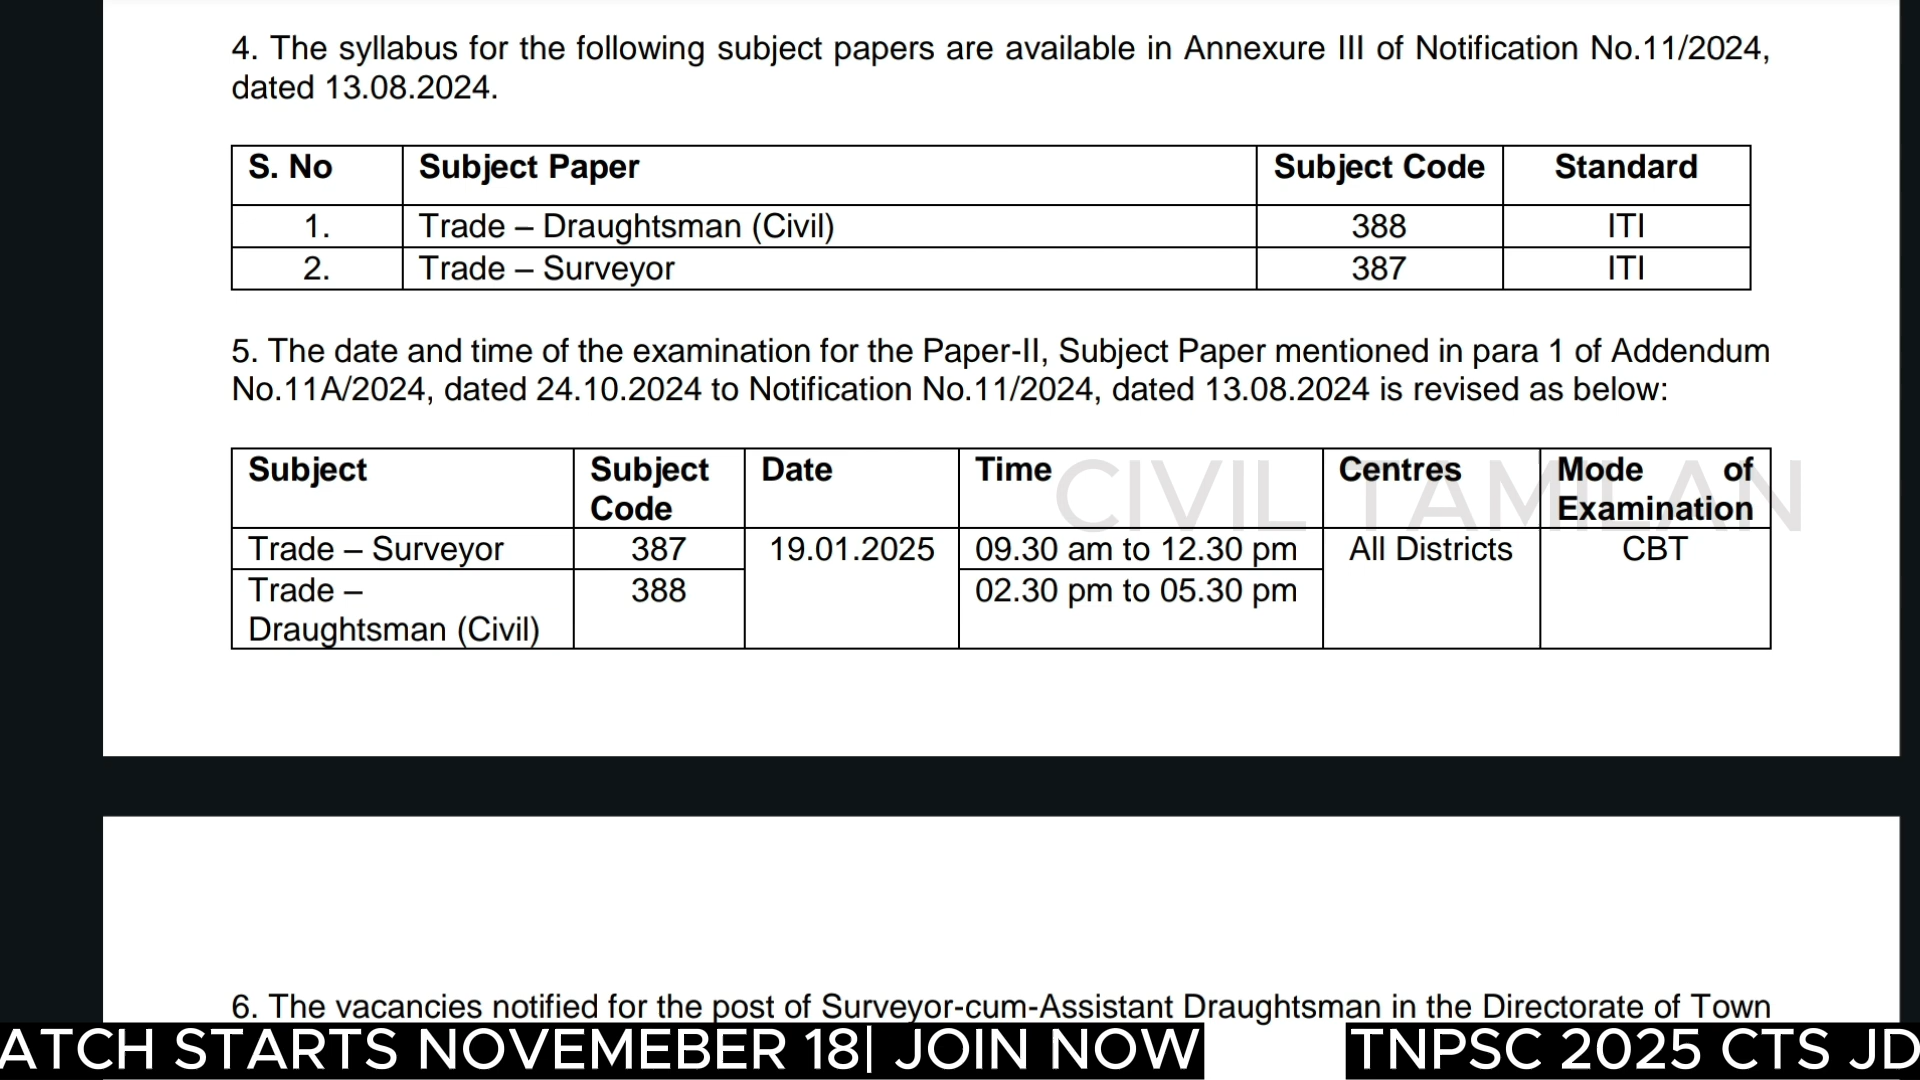 4. The syllabus for the following subject papers are available in Annexure III of Notification No.11/2024,
dated 13.08.2024.
S. No Subject Paper Subject Code Standard
1. Trade – Draughtsman (Civil) 388 ITI
2. Trade – Surveyor 387 ITI
5. The date and time of the examination for the Paper-II, Subject Paper mentioned in para 1 of Addendum
No.11A/2024, dated 24.10.2024 to Notification No.11/2024, dated 13.08.2024 is revised as below:
CIVIL TAMILAN
Subject Subject Date Time Centres Mode of
Code Examination
Trade – Surveyor 387 19.01.2025 09.30 am to 12.30 pm All Districts CBT
Trade – 388 02.30 pm to 05.30 pm
Draughtsman (Civil)
6. The vacancies notified for the post of Surveyor-cum-Assistant Draughtsman in the Directorate of Town
ATCH STARTS NOVEMEBER 18| JOIN NOW TNPSC 2025 CTS JD